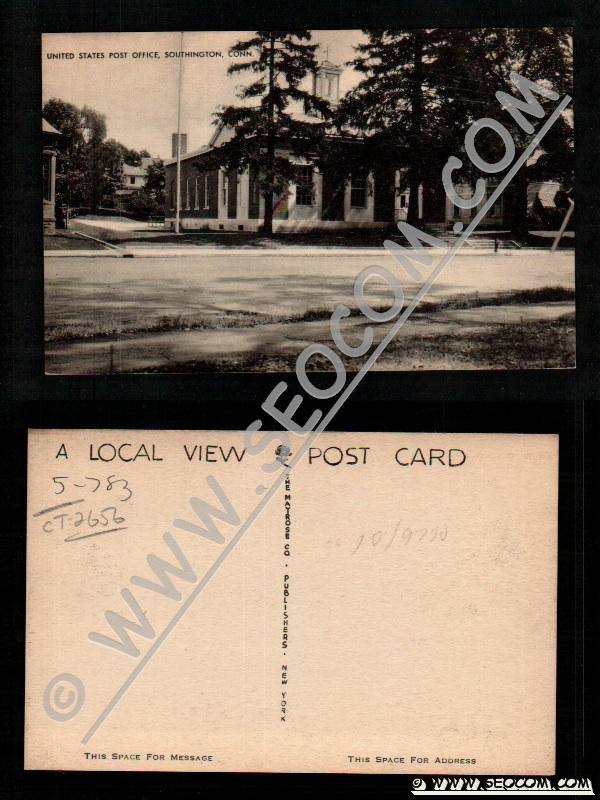 UNITED STATES POST OFFICE, SOUTHINGTON, CONN.
© WWW.SEOCOM.COM
A LOCAL VIEW POST CARD
5-783
CT-2656
THE MAYROSE CO. · PUBLISHERS. NEW YORK
THIS SPACE FOR MESSAGE
THIS SPACE FOR ADDRESS
© WWW.SEOCOM.COM